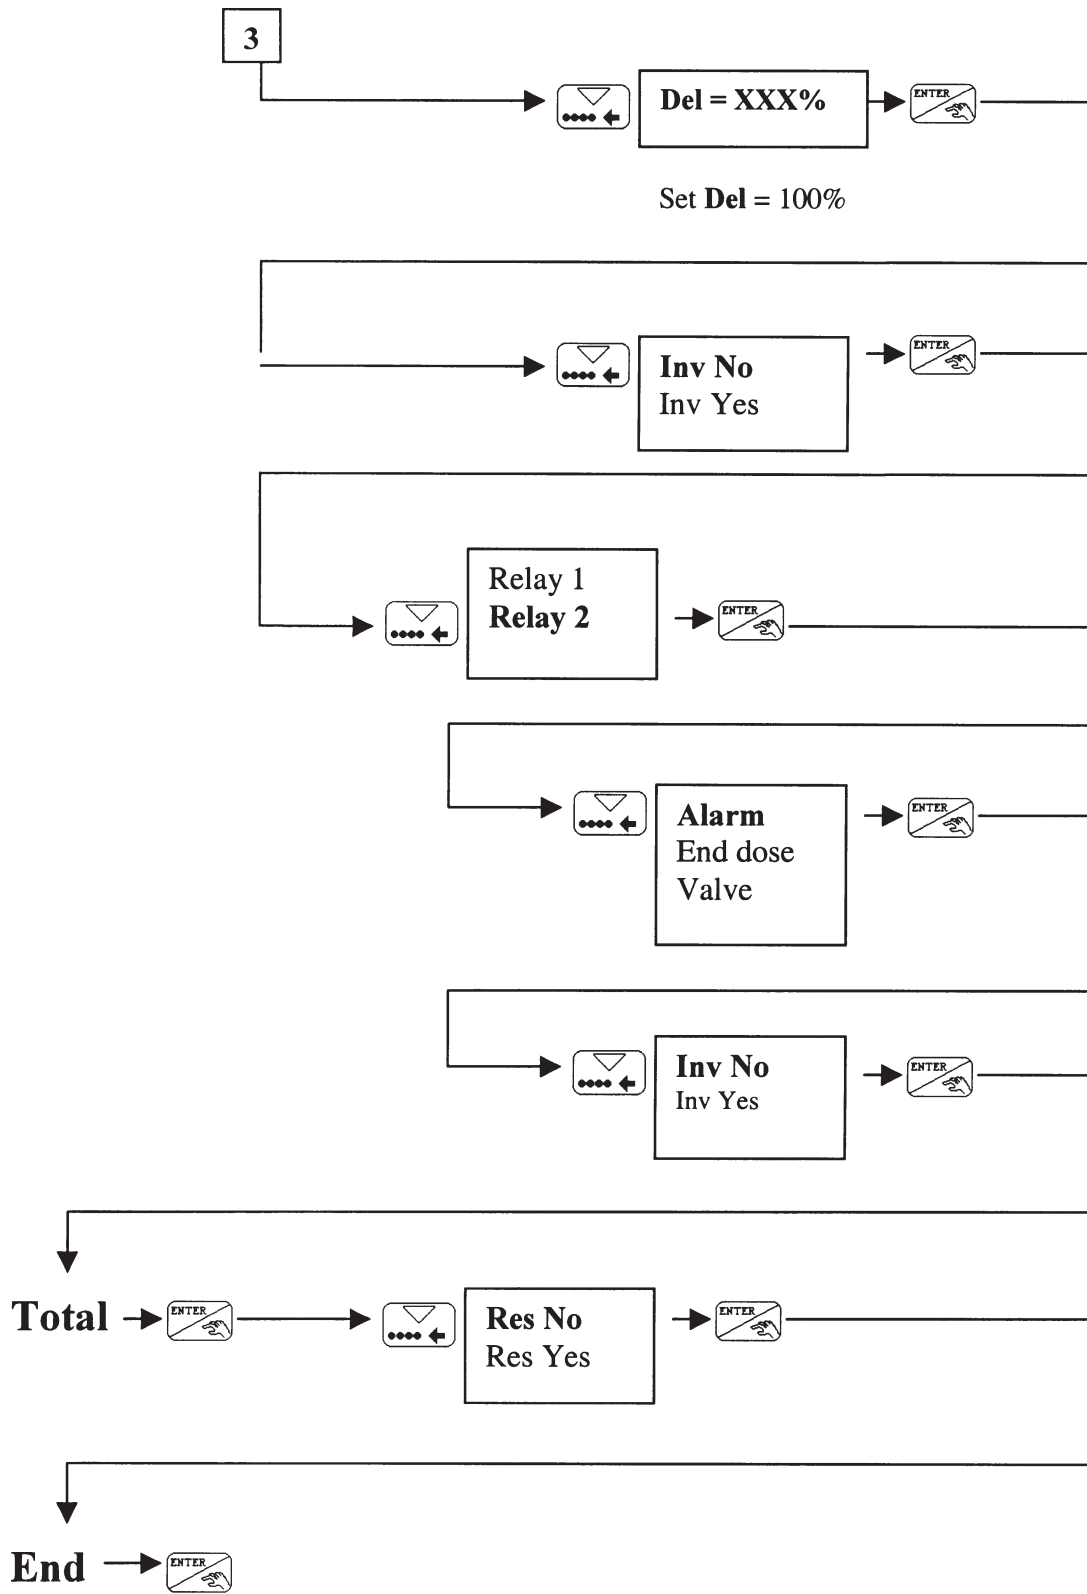 3
Del = XXX%
ENTER
Set Del = 100%
Inv No
Inv Yes
ENTER
Relay 1
Relay 2
ENTER
Alarm
End dose
Valve
ENTER
Inv No
Inv Yes
ENTER
Total
ENTER
Res No
Res Yes
ENTER
End
ENTER